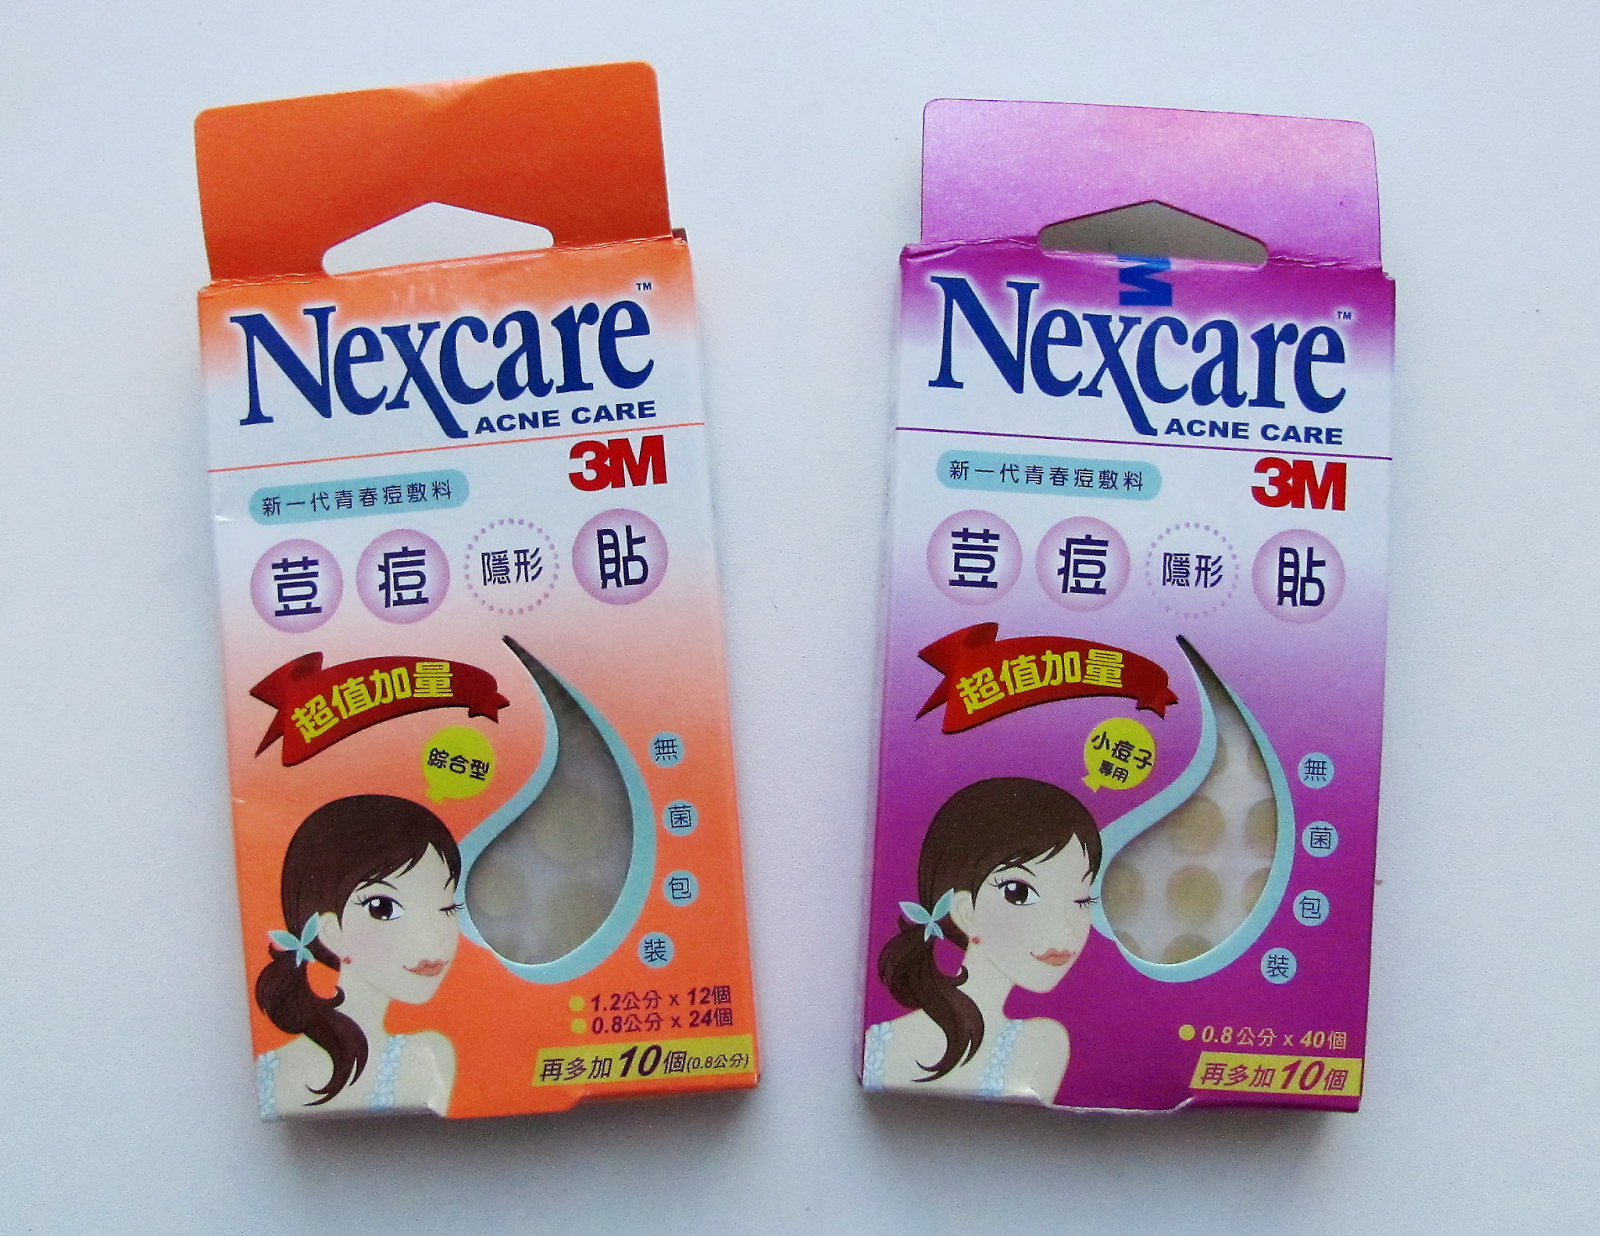 Nexcare™
ACNE CARE
3M
新一代青春痘敷料
荳痘隱形貼
超值加量
綜合型
無菌包裝
1.2公分 x 12個
0.8公分 x 24個
再多加10個(0.8公分)
M
Nexcare™
ACNE CARE
3M
新一代青春痘敷料
荳痘隱形貼
超值加量
小痘子
專用
無菌包裝
0.8公分 x 40個
再多加10個